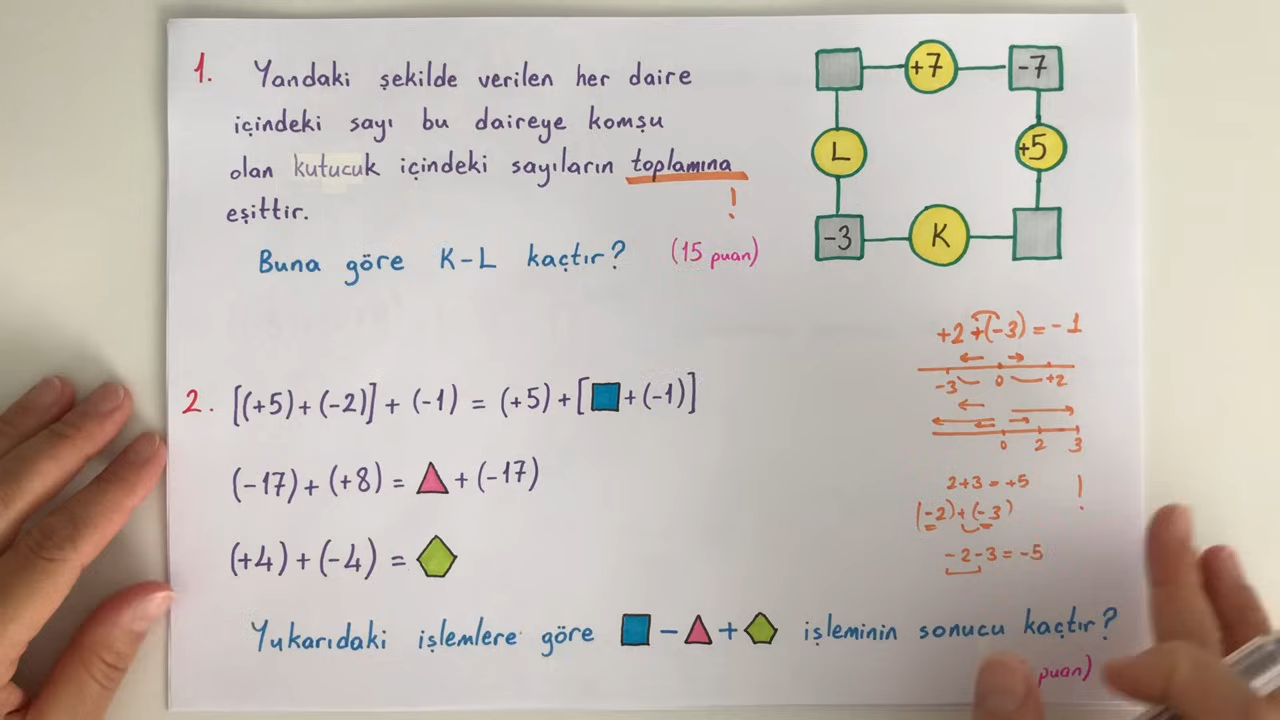 1. Yandaki şekilde verilen her daire
içindeki sayı bu daireye komşu
olan kutucuk içindeki sayıların toplamına
!
eşittir.
Buna göre K-L kaçtır? (15 puan)
+7 -7
L +5
-3 K
+2+(-3)=-1
-3 0 +2
0 2 3
2+3=+5 !
(-2)+(-3)
-2-3=-5
2. [(+5)+(-2)]+(-1)=(+5)+[ +(-1)]
(-17)+(+8)= +(-17)
(+4)+(-4)=
Yukarıdaki işlemlere göre - + işleminin sonucu kaçtır?
puan)